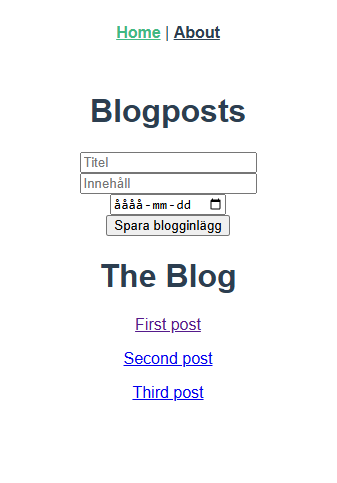 Home | About
Blogposts
Titel
Innehåll
åååå-mm-dd
Spara blogginlägg
The Blog
First post
Second post
Third post